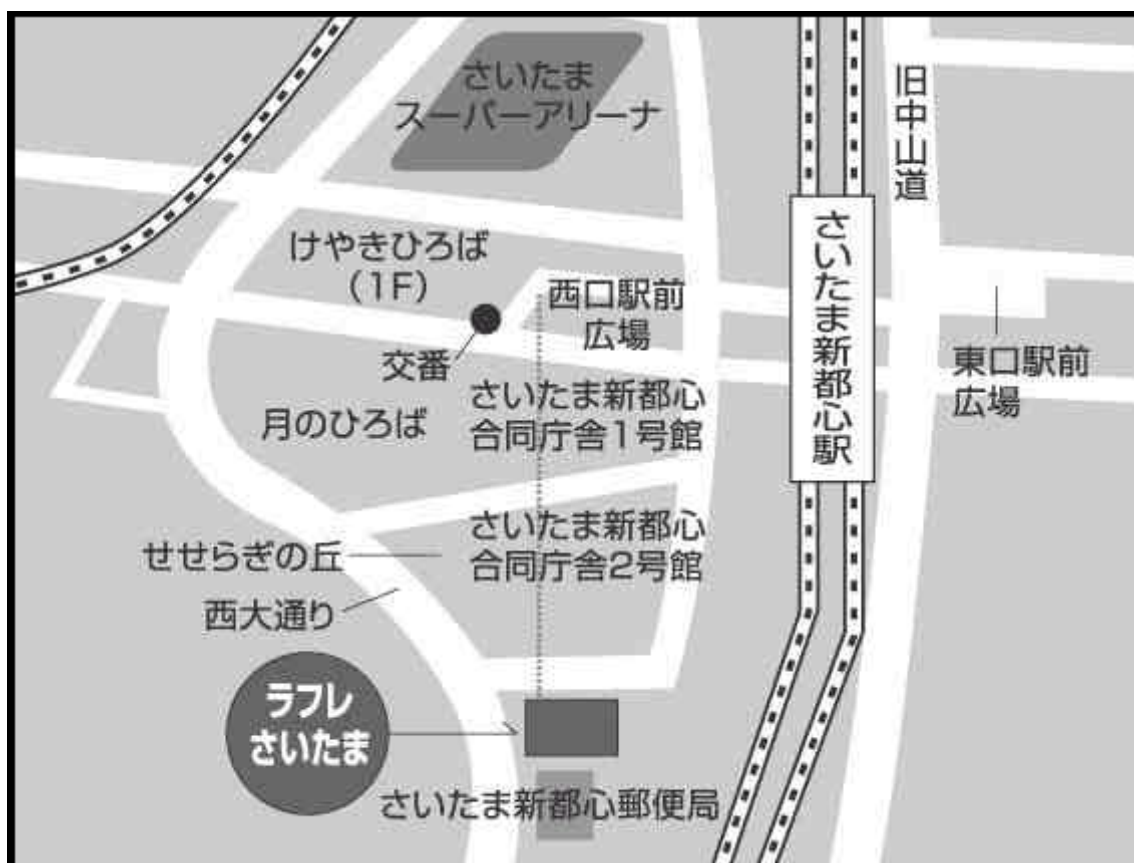 さいたま
スーパーアリーナ
旧中山道
さいたま新都心駅
けやきひろば
（1F）
西口駅前
広場
交番
東口駅前
広場
月のひろば
さいたま新都心
合同庁舎1号館
さいたま新都心
合同庁舎2号館
せせらぎの丘
西大通り
ラフレ
さいたま
さいたま新都心郵便局